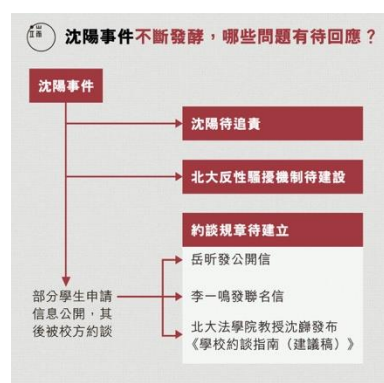 沈陽事件不斷發酵，哪些問題有待回應？
沈陽事件
沈陽待追責
北大反性騷擾機制待建設
約談規章待建立
岳昕發公開信
李一鳴發聯名信
北大法學院教授沈巋發布
《學校約談指南（建議稿）》
部分學生申請
信息公開，其
後被校方約談